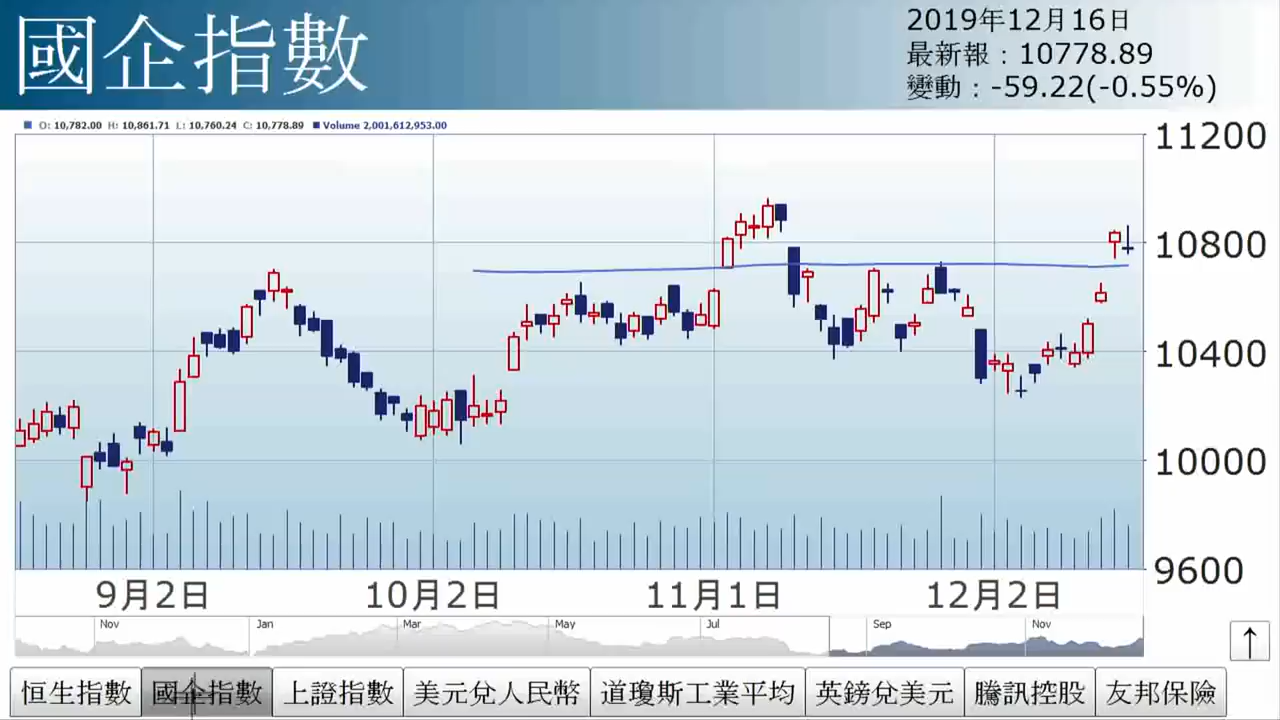 國企指數
2019年12月16日
最新報：10778.89
變動：-59.22(-0.55%)
O: 10,782.00 H: 10,861.71 L: 10,760.24 C: 10,778.89 Volume 2,001,612,953.00
11200
10800
10400
10000
9600
9月2日 10月2日 11月1日 12月2日
Nov Jan Mar May Jul Sep Nov
↑
恒生指數 國企指數 上證指數 美元兌人民幣 道瓊斯工業平均 英鎊兌美元 騰訊控股 友邦保險